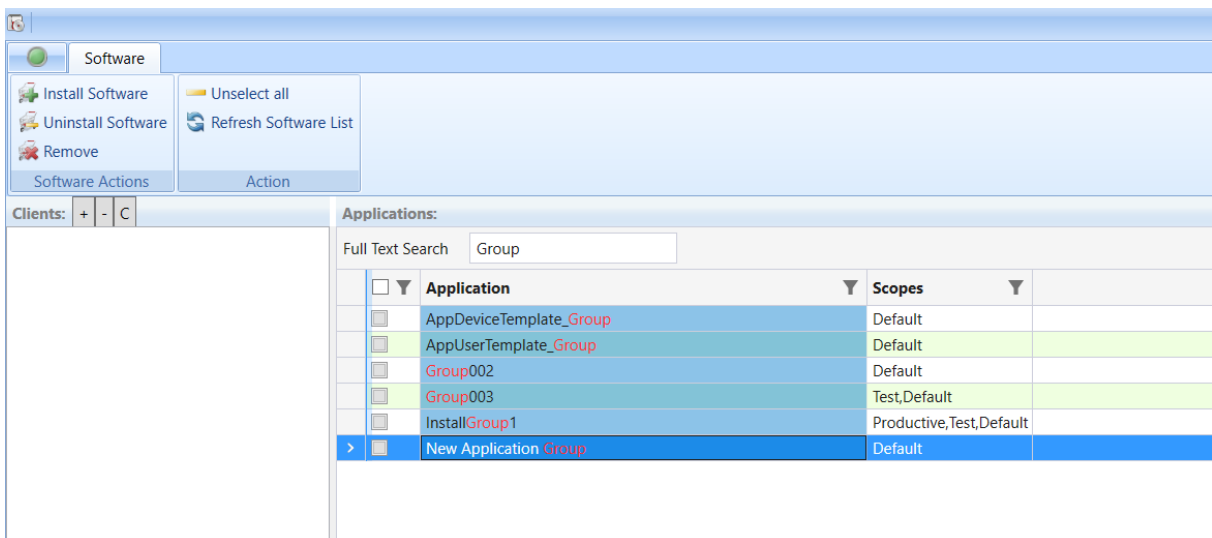 Software
Install Software
Uninstall Software
Remove
Software Actions
Unselect all
Refresh Software List
Action
Clients: + - C
Applications:
Full Text Search Group
Application Scopes
AppDeviceTemplate_Group Default
AppUserTemplate_Group Default
Group002 Default
Group003 Test,Default
InstallGroup1 Productive,Test,Default
> New Application Group Default